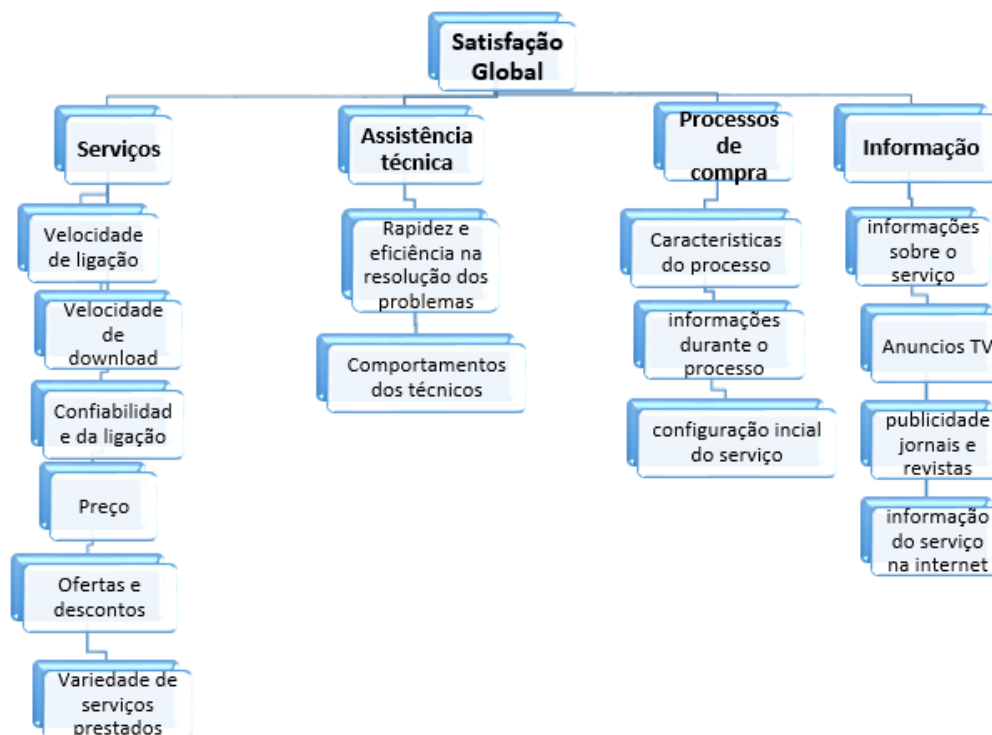 Satisfação
Global
Serviços
Velocidade
de ligação
Velocidade
de
download
Confiabilidad
e da ligação
Preço
Ofertas e
descontos
Variedade de
serviços
prestados
Assistência
técnica
Rapidez e
eficiência na
resolução dos
problemas
Comportamentos
dos técnicos
Processos
de
compra
Caracteristicas
do processo
informações
durante o
processo
configuração incial
do serviço
Informação
informações
sobre o
serviço
Anuncios TV
publicidade
jornais e
revistas
informação
do serviço
na internet